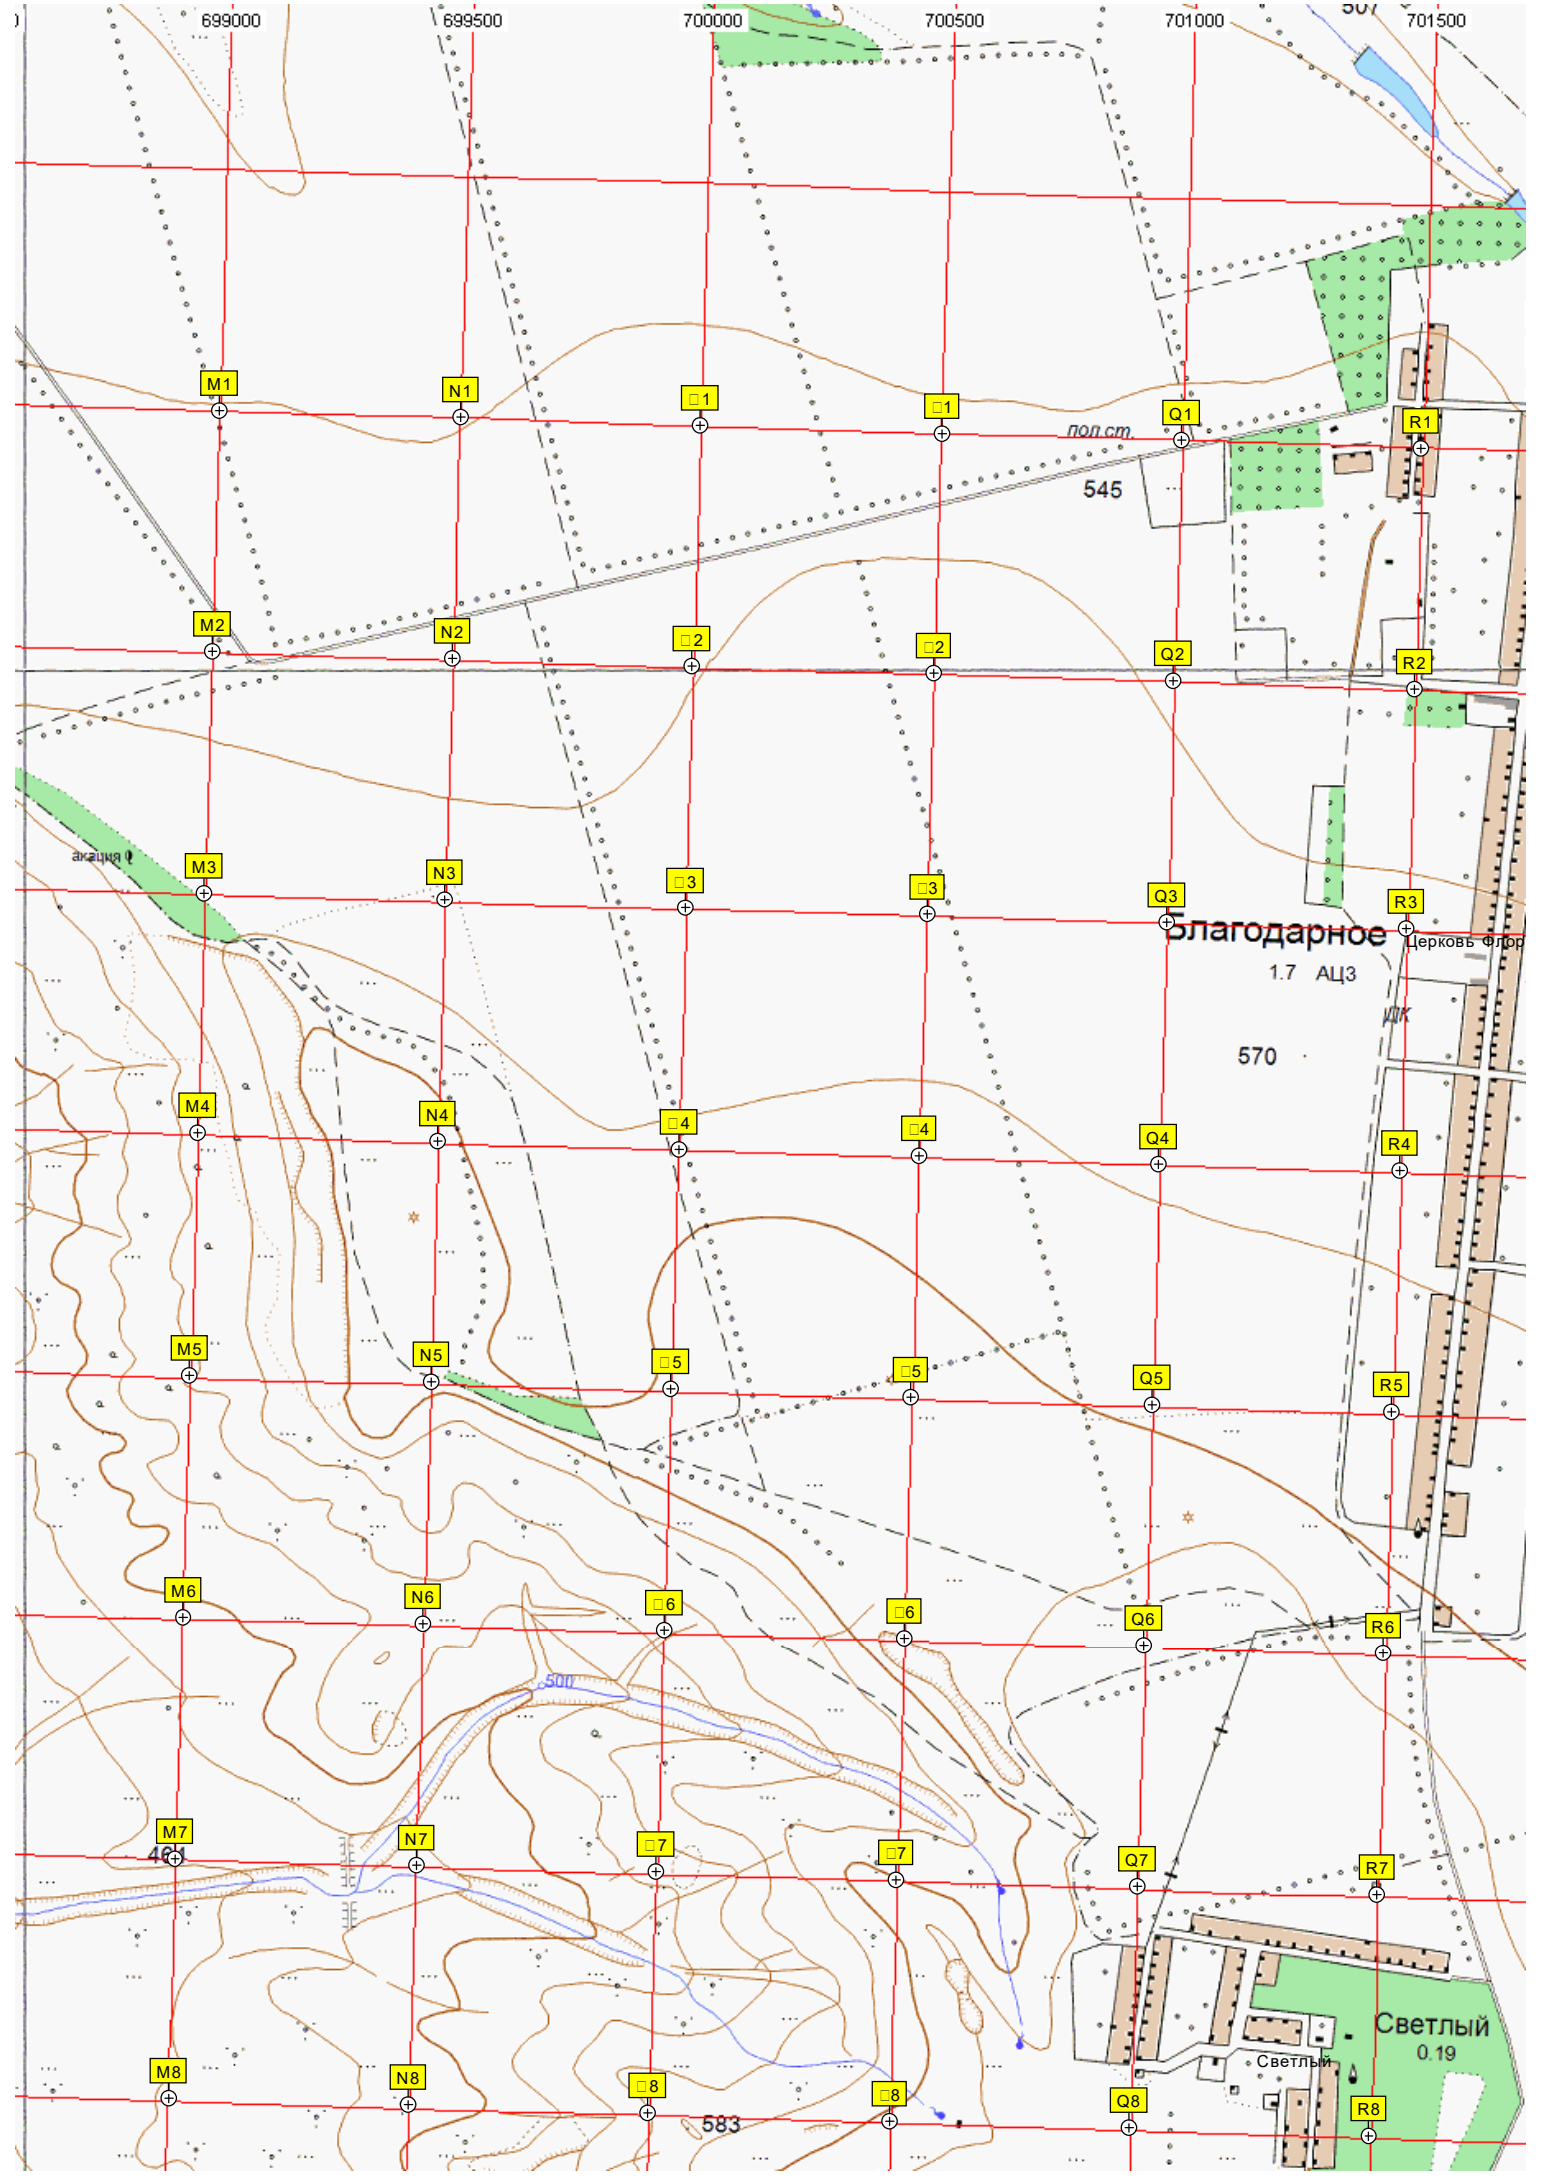 699000 699500 700000 700500 701000 701500
507
M1 N1 □1 □1 Q1 R1
пол.ст.
545
M2 N2 □2 □2 Q2 R2
акация
M3 N3 □3 □3 Q3 R3
Благодарное
Церковь Флор
1.7 АЦЗ
ДК
570
M4 N4 □4 □4 Q4 R4
M5 N5 □5 □5 Q5 R5
M6 N6 □6 □6 Q6 R6
500
M7 N7 □7 □7 Q7 R7
464
Светлый
0.19
Светлый
M8 N8 □8 □8 Q8 R8
583